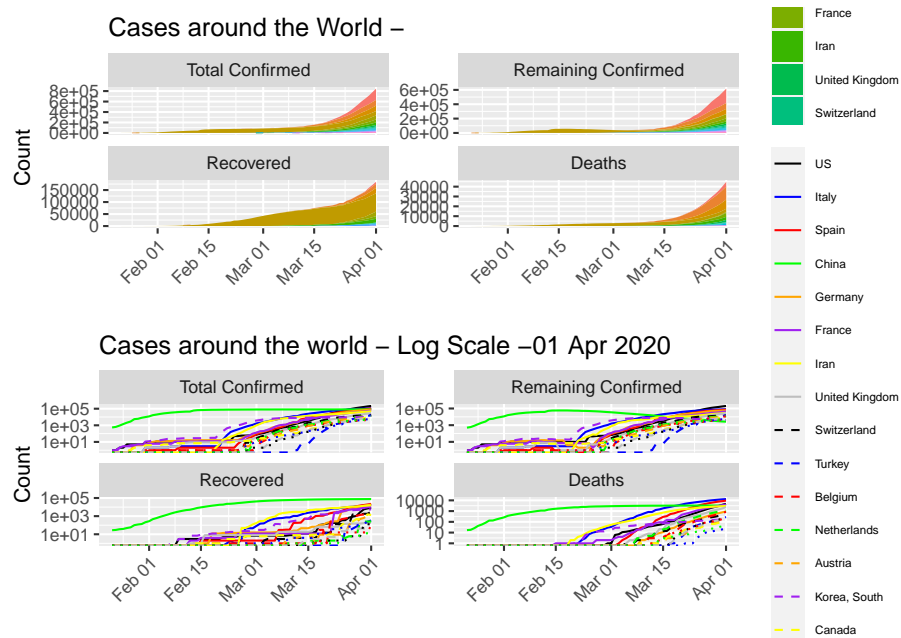 Cases around the World –
Total Confirmed
Remaining Confirmed
8e+05
6e+05
4e+05
2e+05
0e+00
6e+05
4e+05
2e+05
0e+00
Recovered
Deaths
150000
100000
50000
0
40000
30000
20000
10000
0
Count
Feb 01
Feb 15
Mar 01
Mar 15
Apr 01
Feb 01
Feb 15
Mar 01
Mar 15
Apr 01
France
Iran
United Kingdom
Switzerland
Cases around the world – Log Scale –01 Apr 2020
Total Confirmed
Remaining Confirmed
1e+05
1e+03
1e+01
1e+05
1e+03
1e+01
Recovered
Deaths
1e+05
1e+03
1e+01
10000
1000
100
10
1
Count
Feb 01
Feb 15
Mar 01
Mar 15
Apr 01
Feb 01
Feb 15
Mar 01
Mar 15
Apr 01
US
Italy
Spain
China
Germany
France
Iran
United Kingdom
Switzerland
Turkey
Belgium
Netherlands
Austria
Korea, South
Canada